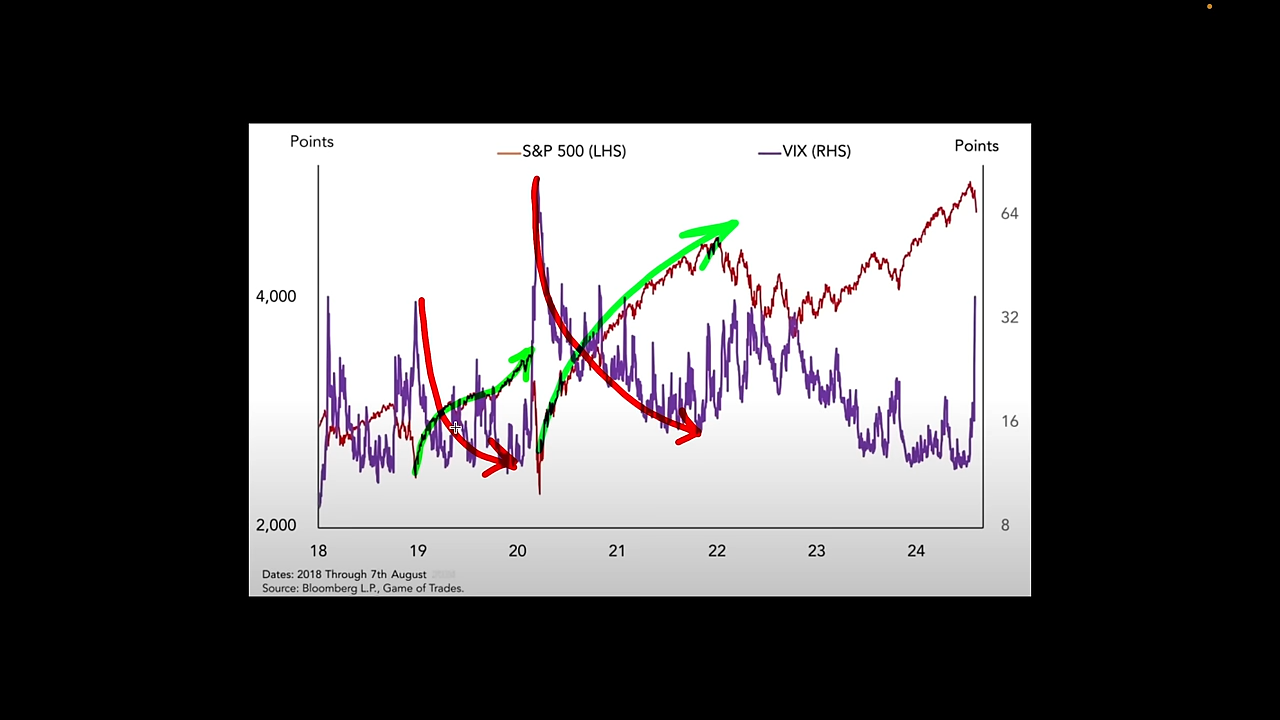 Points
S&P 500 (LHS)
VIX (RHS)
Points
64
4,000
32
16
2,000
8
18 19 20 21 22 23 24
Dates: 2018 Through 7th August
Source: Bloomberg L.P., Game of Trades.